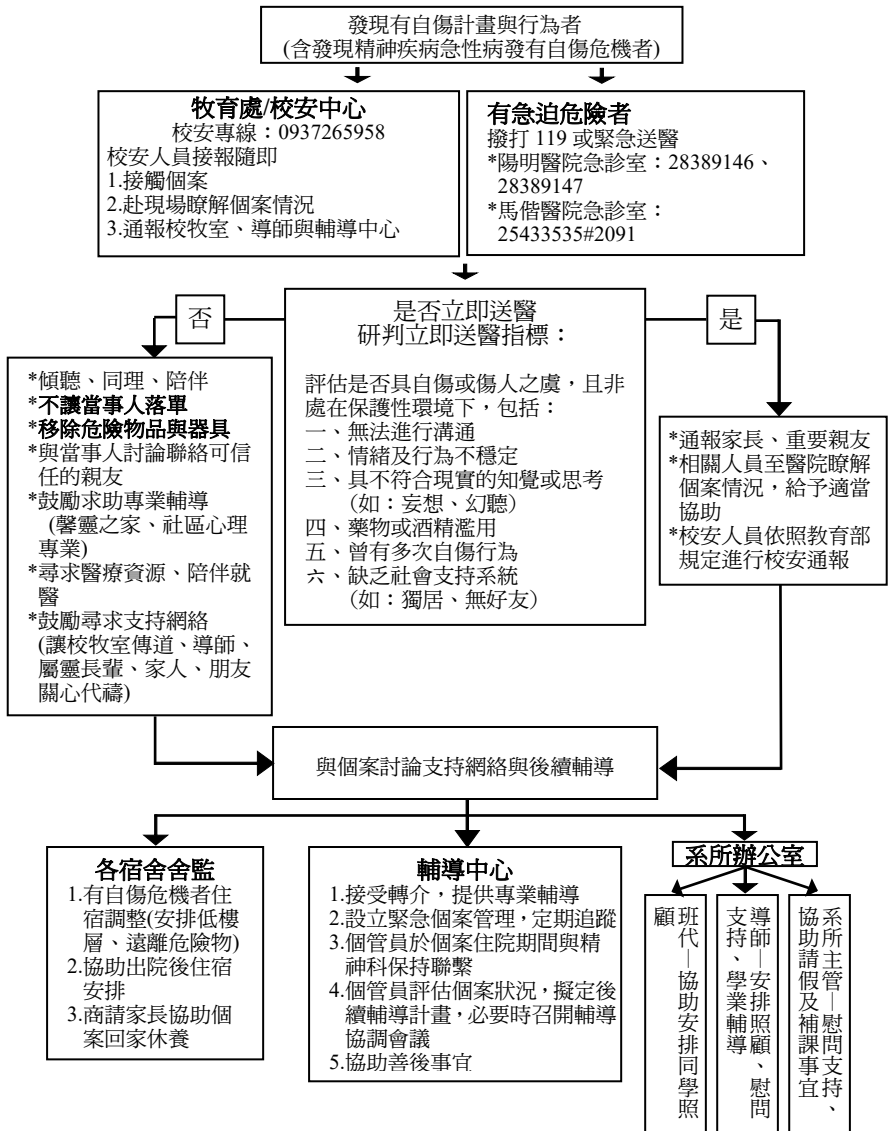 發現有自傷計畫與行為者
(含發現精神疾病急性病發有自傷危機者)
牧育處/校安中心
校安專線：0937265958
校安人員接報隨即
1.接觸個案
2.赴現場瞭解個案情況
3.通報校牧室、導師與輔導中心
有急迫危險者
撥打 119 或緊急送醫
*陽明醫院急診室：28389146、
28389147
*馬偕醫院急診室：
25433535#2091
否
是否立即送醫
研判立即送醫指標：
評估是否具自傷或傷人之虞，且非
處在保護性環境下，包括：
一、無法進行溝通
二、情緒及行為不穩定
三、具不符合現實的知覺或思考
(如：妄想、幻聽)
四、藥物或酒精濫用
五、曾有多次自傷行為
六、缺乏社會支持系統
(如：獨居、無好友)
是
*傾聽、同理、陪伴
*不讓當事人落單
*移除危險物品與器具
*與當事人討論聯絡可信
任的親友
*鼓勵求助專業輔導
(馨靈之家、社區心理
專業)
*尋求醫療資源、陪伴就
醫
*鼓勵尋求支持網絡
(讓校牧室傳道、導師、
屬靈長輩、家人、朋友
關心代禱)
*通報家長、重要親友
*相關人員至醫院瞭解
個案情況，給予適當
協助
*校安人員依照教育部
規定進行校安通報
與個案討論支持網絡與後續輔導
各宿舍舍監
1.有自傷危機者住
宿調整(安排低樓
層、遠離危險物)
2.協助出院後住宿
安排
3.商請家長協助個
案回家休養
輔導中心
1.接受轉介，提供專業輔導
2.設立緊急個案管理，定期追蹤
3.個管員於個案住院期間與精
神科保持聯繫
4.個管員評估個案狀況，擬定後
續輔導計畫，必要時召開輔導
協調會議
5.協助善後事宜
系所辦公室
班代—協助安排同學照
顧
導師—安排照顧、慰問
支持、學業輔導
系所主管—慰問支持、
協助請假及補課事宜